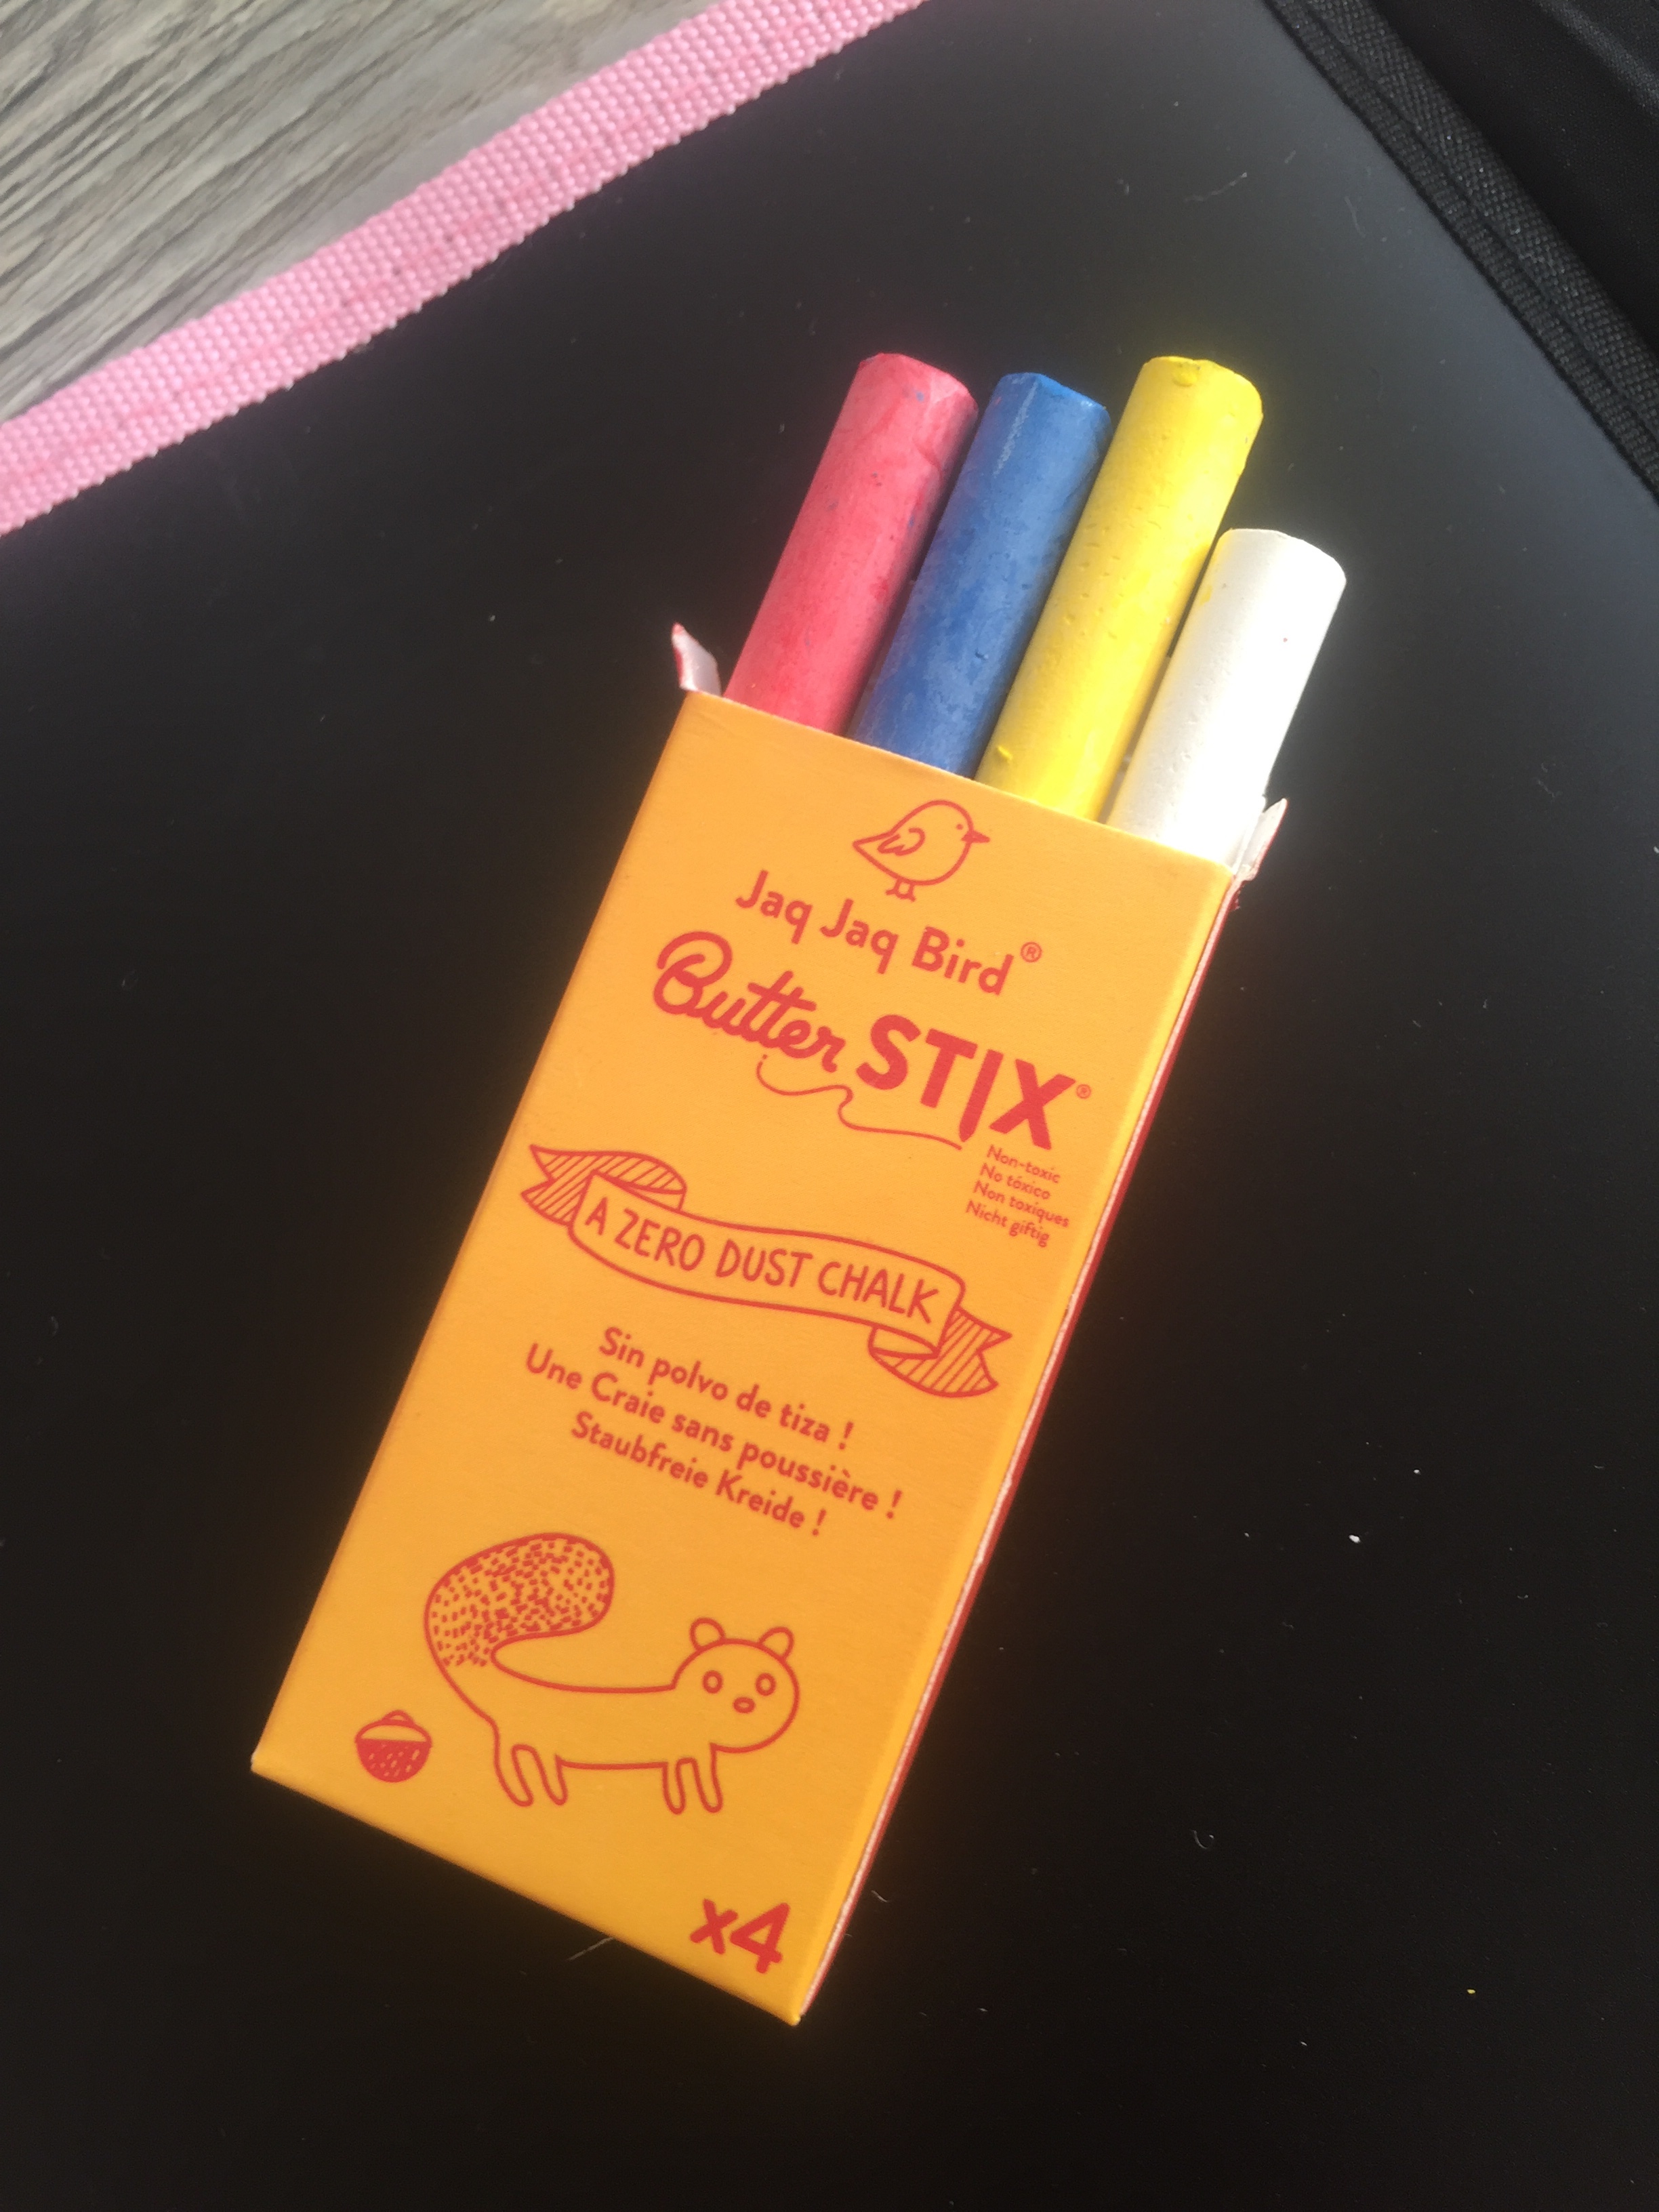 Jaq Jaq Bird®
Butter STIX®
Non-toxic
No tóxico
Non toxiques
Nicht giftig
A ZERO DUST CHALK
Sin polvo de tiza !
Une Craie sans poussière !
Staubfreie Kreide !
x4